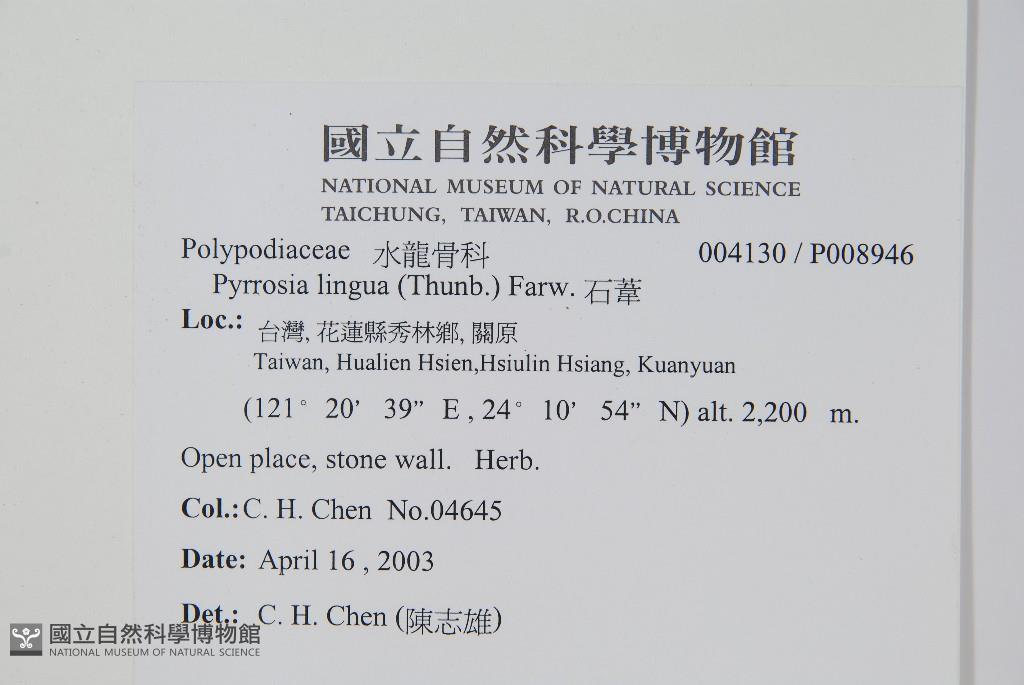 國立自然科學博物館
NATIONAL MUSEUM OF NATURAL SCIENCE
TAICHUNG, TAIWAN, R.O.CHINA
Polypodiaceae 水龍骨科 004130 / P008946
Pyrrosia lingua (Thunb.) Farw. 石葦
Loc.: 台灣, 花蓮縣秀林鄉, 關原
Taiwan, Hualien Hsien,Hsiulin Hsiang, Kuanyuan
(121° 20’ 39” E , 24° 10’ 54” N) alt. 2,200 m.
Open place, stone wall. Herb.
Col.: C. H. Chen No.04645
Date: April 16 , 2003
Det.: C. H. Chen (陳志雄)
國立自然科學博物館
NATIONAL MUSEUM OF NATURAL SCIENCE